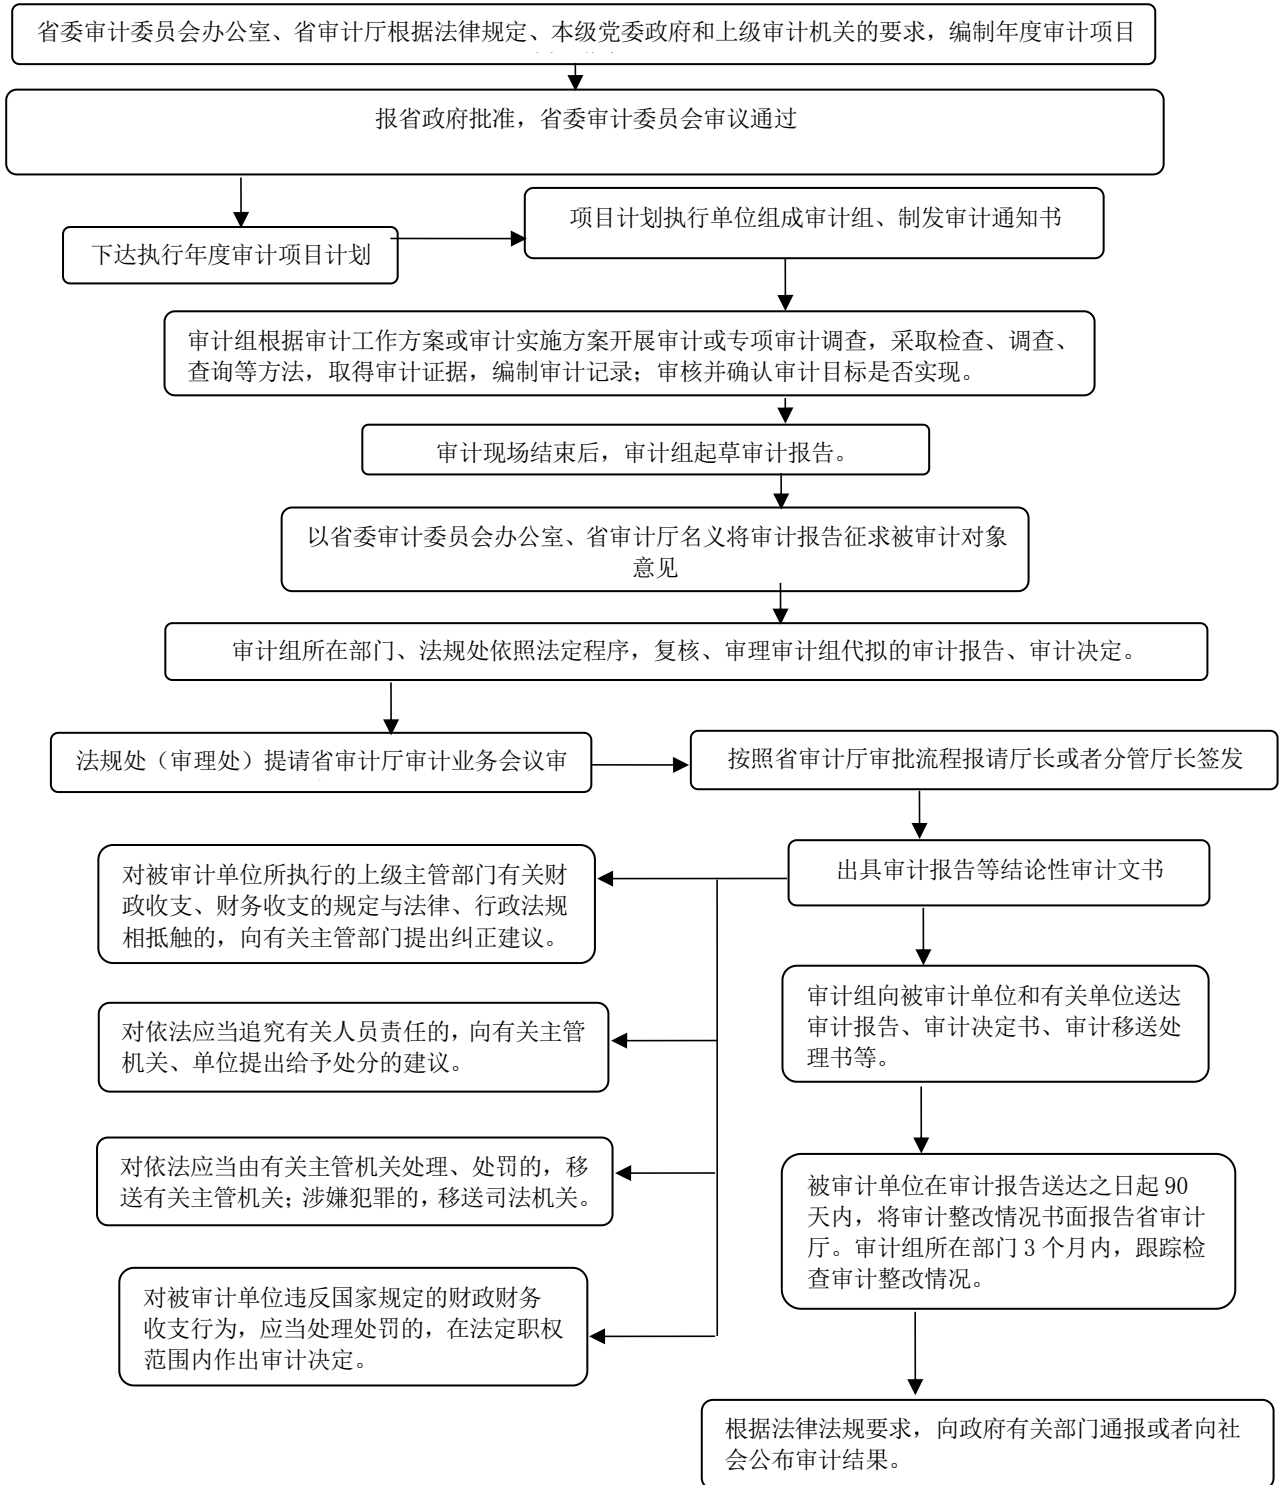 省委审计委员会办公室、省审计厅根据法律规定、本级党委政府和上级审计机关的要求，编制年度审计项目
报省政府批准，省委审计委员会审议通过
项目计划执行单位组成审计组、制发审计通知书
下达执行年度审计项目计划
审计组根据审计工作方案或审计实施方案开展审计或专项审计调查，采取检查、调查、
查询等方法，取得审计证据，编制审计记录；审核并确认审计目标是否实现。
审计现场结束后，审计组起草审计报告。
以省委审计委员会办公室、省审计厅名义将审计报告征求被审计对象
意见
审计组所在部门、法规处依照法定程序，复核、审理审计组代拟的审计报告、审计决定。
法规处（审理处）提请省审计厅审计业务会议审
按照省审计厅审批流程报请厅长或者分管厅长签发
出具审计报告等结论性审计文书
对被审计单位所执行的上级主管部门有关财
政收支、财务收支的规定与法律、行政法规
相抵触的，向有关主管部门提出纠正建议。
对依法应当追究有关人员责任的，向有关主管
机关、单位提出给予处分的建议。
对依法应当由有关主管机关处理、处罚的，移
送有关主管机关；涉嫌犯罪的，移送司法机关。
对被审计单位违反国家规定的财政财务
收支行为，应当处理处罚的，在法定职权
范围内作出审计决定。
审计组向被审计单位和有关单位送达
审计报告、审计决定书、审计移送处
理书等。
被审计单位在审计报告送达之日起 90
天内，将审计整改情况书面报告省审计
厅。审计组所在部门 3 个月内，跟踪检
查审计整改情况。
根据法律法规要求，向政府有关部门通报或者向社
会公布审计结果。